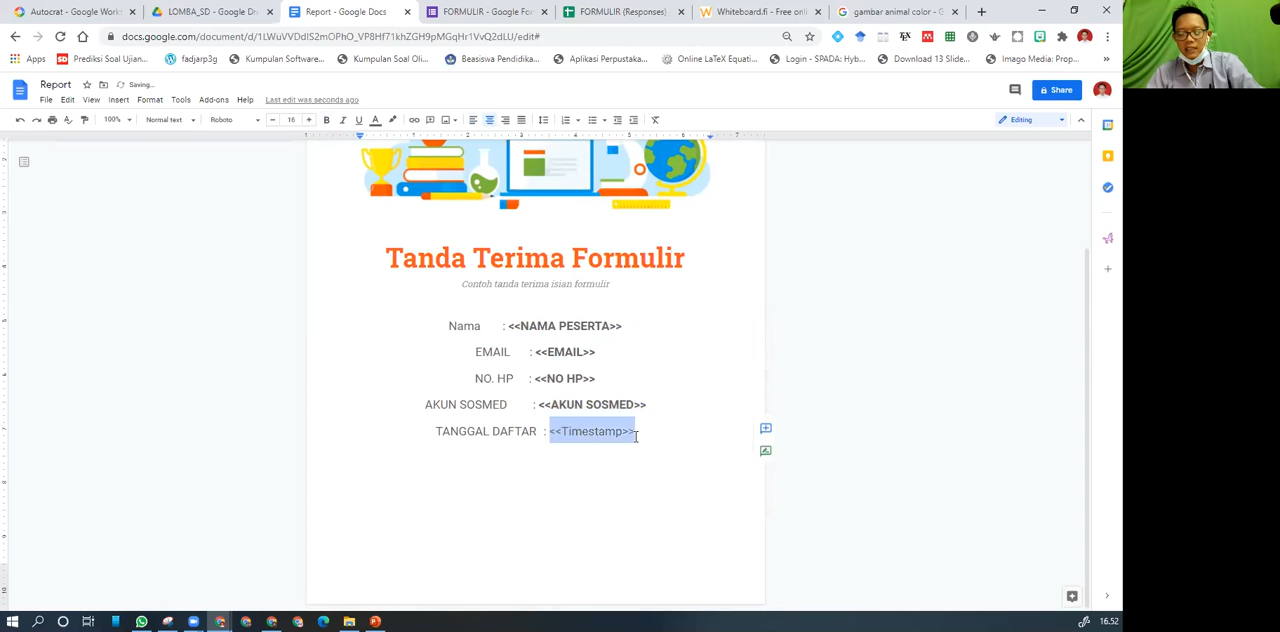 Autocrat - Google Works
LOMBA_SD - Google Dr
Report - Google Docs
FORMULIR - Google For
FORMULIR (Responses)
Whiteboard.fi - Free onli
gambar animal color - G
docs.google.com/document/d/1LWuVVDdlS2mOPhO_VP8Hf71khZGH9pMGqHr1VvQ2dLU/edit#
Apps
Prediksi Soal Ujian...
fadjarp3g
Kumpulan Software...
Kumpulan Soal Oli...
Beasiswa Pendidika...
Aplikasi Perpustaka...
Online LaTeX Equati...
Login - SPADA: Hyb...
Download 13 Slide...
Imago Media: Prop...
Report
Saving...
File Edit View Insert Format Tools Add-ons Help Last edit was seconds ago
Share
100% Normal text Roboto 16 Editing
Tanda Terima Formulir
Contoh tanda terima isian formulir
Nama : <<NAMA PESERTA>>
EMAIL : <<EMAIL>>
NO. HP : <<NO HP>>
AKUN SOSMED : <<AKUN SOSMED>>
TANGGAL DAFTAR : <<Timestamp>>
16.52